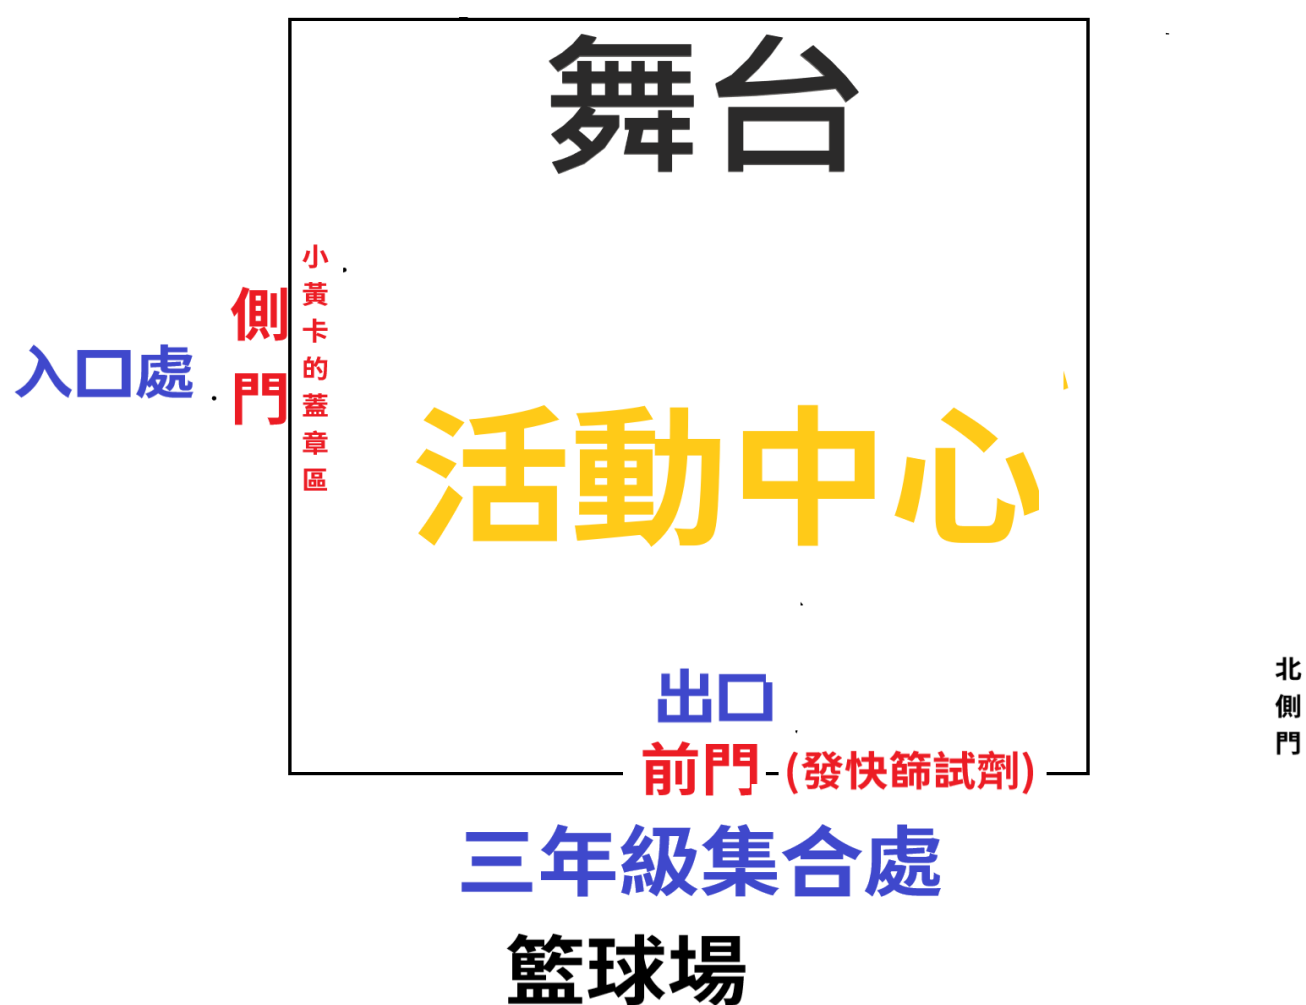 舞台
小黃卡的蓋章區
側門
入口處
活動中心
北側門
出口
前門 (發快篩試劑)
三年級集合處
籃球場